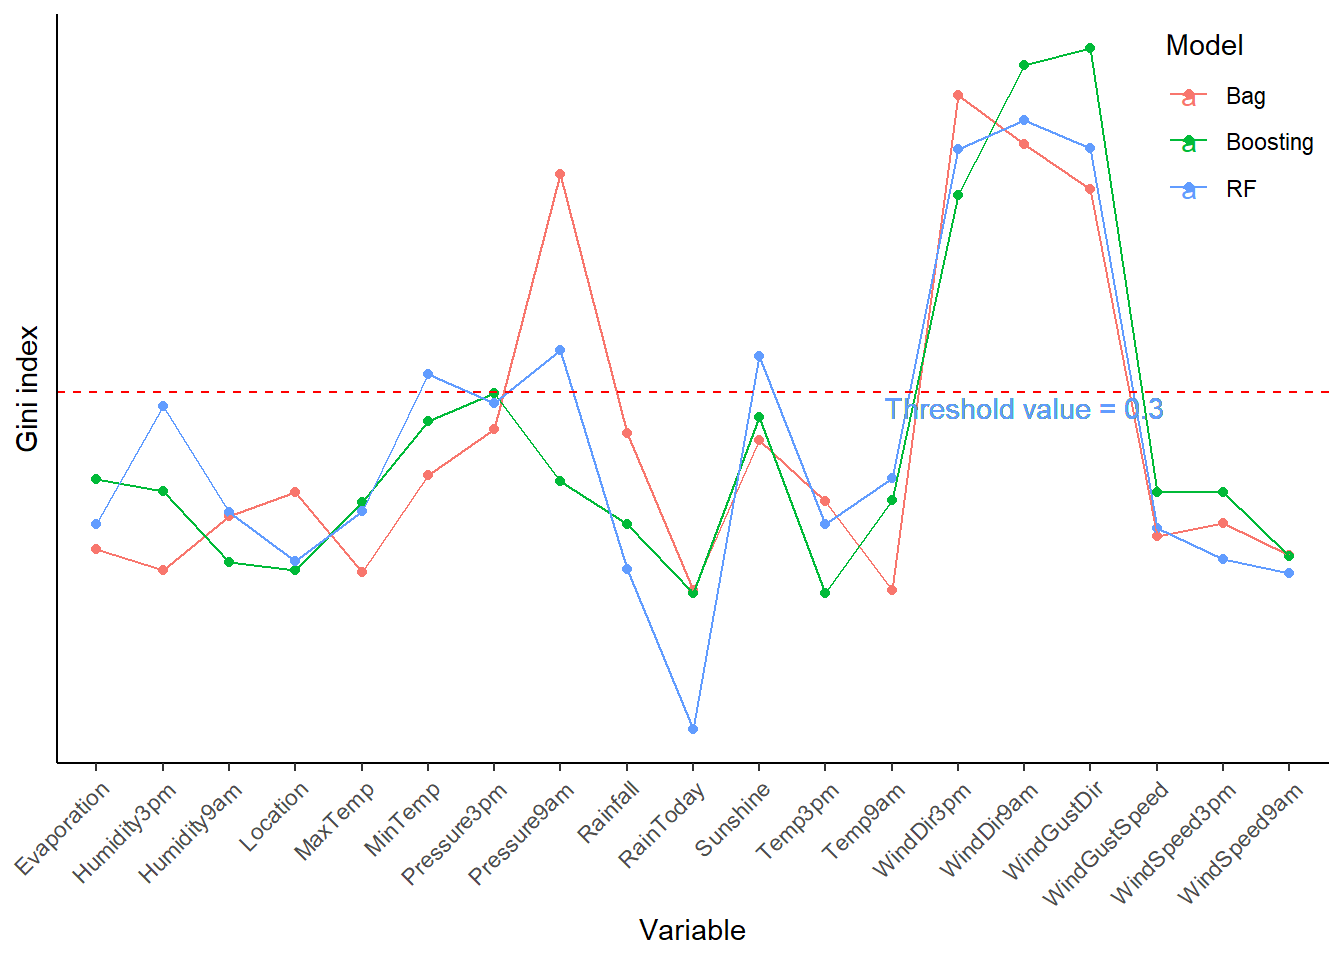 Model
a Bag
a Boosting
a RF
Gini index
Threshold value = 0.3
Evaporation
Humidity3pm
Humidity9am
Location
MaxTemp
MinTemp
Pressure3pm
Pressure9am
Rainfall
RainToday
Sunshine
Temp3pm
Temp9am
WindDir3pm
WindDir9am
WindGustDir
WindGustSpeed
WindSpeed3pm
WindSpeed9am
Variable